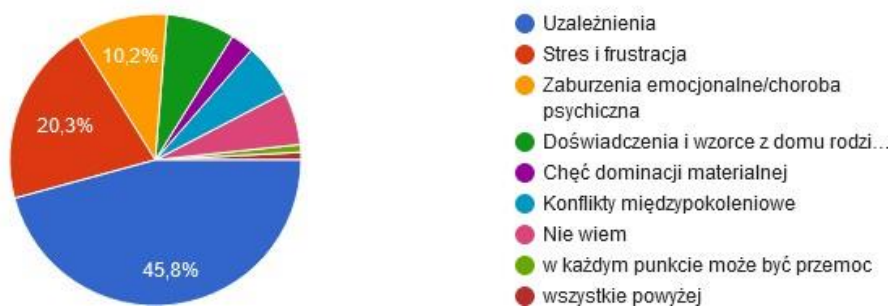 10,2%
20,3%
45,8%
Uzależnienia
Stres i frustracja
Zaburzenia emocjonalne/choroba
psychiczna
Doświadczenia i wzorce z domu rodzi...
Chęć dominacji materialnej
Konflikty międzypokoleniowe
Nie wiem
w każdym punkcie może być przemoc
wszystkie powyżej